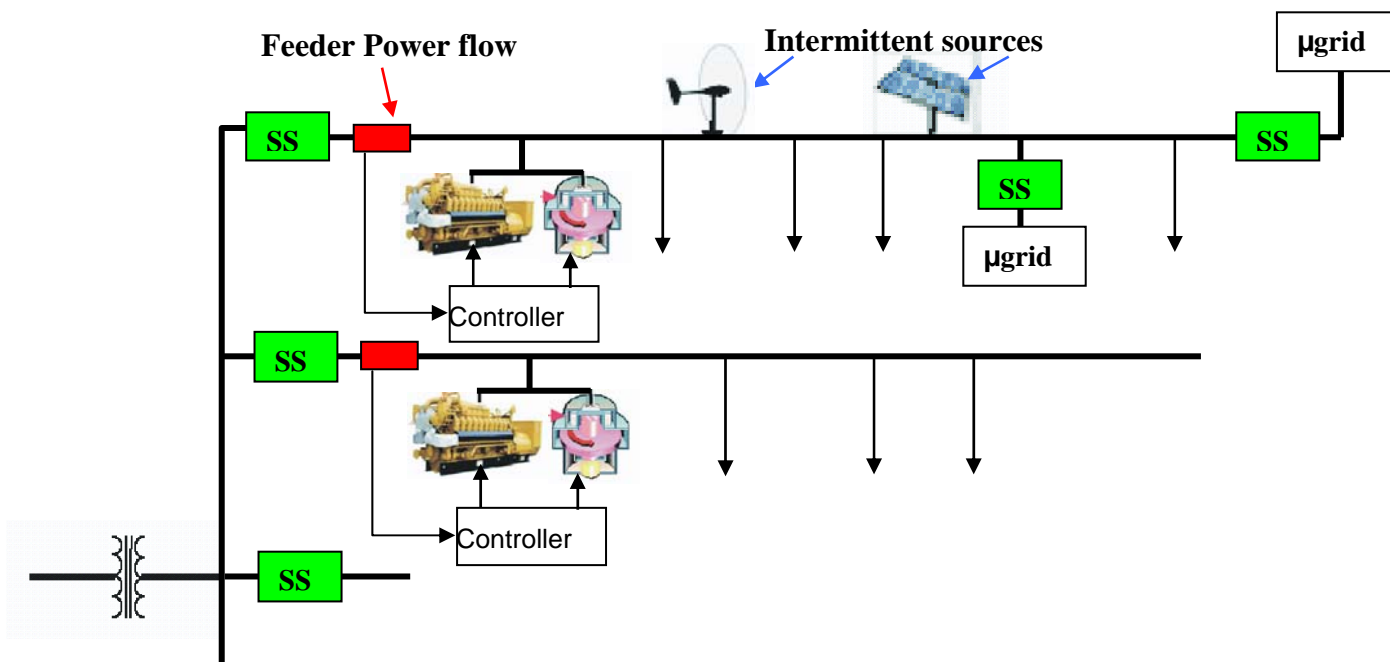 Feeder Power flow
Intermittent sources
µgrid
SS
SS
SS
µgrid
Controller
SS
Controller
SS